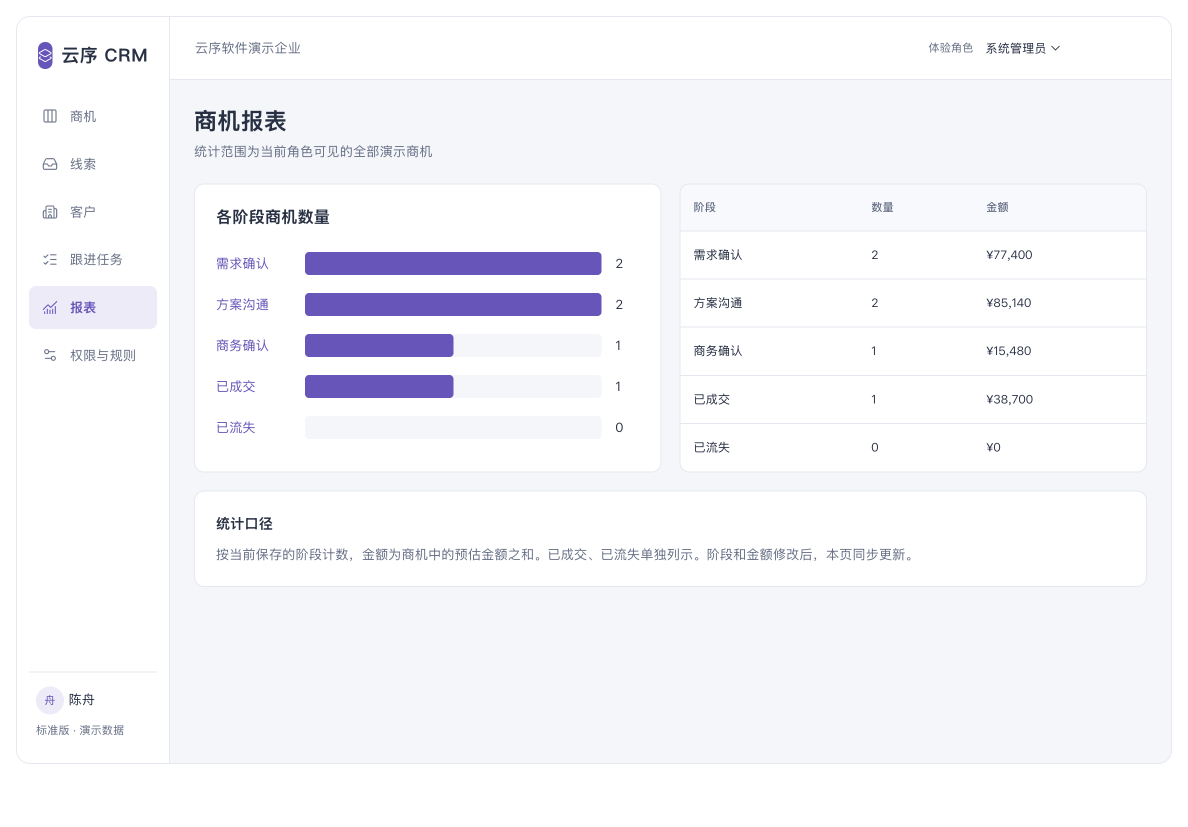 云序 CRM
商机
线索
客户
跟进任务
报表
权限与规则
舟 陈舟
标准版 · 演示数据
云序软件演示企业
体验角色 系统管理员
商机报表
统计范围为当前角色可见的全部演示商机
各阶段商机数量
需求确认 2
方案沟通 2
商务确认 1
已成交 1
已流失 0
阶段 数量 金额
需求确认 2 ¥77,400
方案沟通 2 ¥85,140
商务确认 1 ¥15,480
已成交 1 ¥38,700
已流失 0 ¥0
统计口径
按当前保存的阶段计数，金额为商机中的预估金额之和。已成交、已流失单独列示。阶段和金额修改后，本页同步更新。